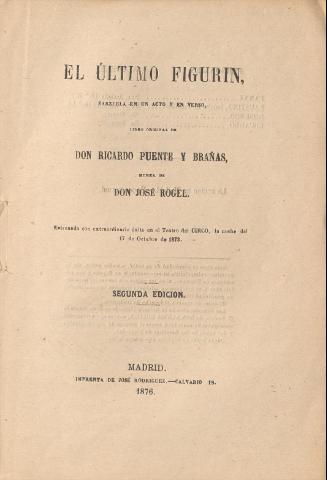 EL ÚLTIMO FIGURIN,
ZARZUELA EN UN ACTO Y EN VERSO,
LIBRO ORIGINAL DE
DON RICARDO PUENTE Y BRAÑAS,
MUSICA DE
DON JOSÉ ROGEL.
Estrenada con extraordinario éxito en el Teatro del CIRCO, la noche del
17 de Octubre de 1873.
SEGUNDA EDICION.
MADRID.
IMPRENTA DE JOSÉ RODRIGUEZ.—CALVARIO 18.
1876.